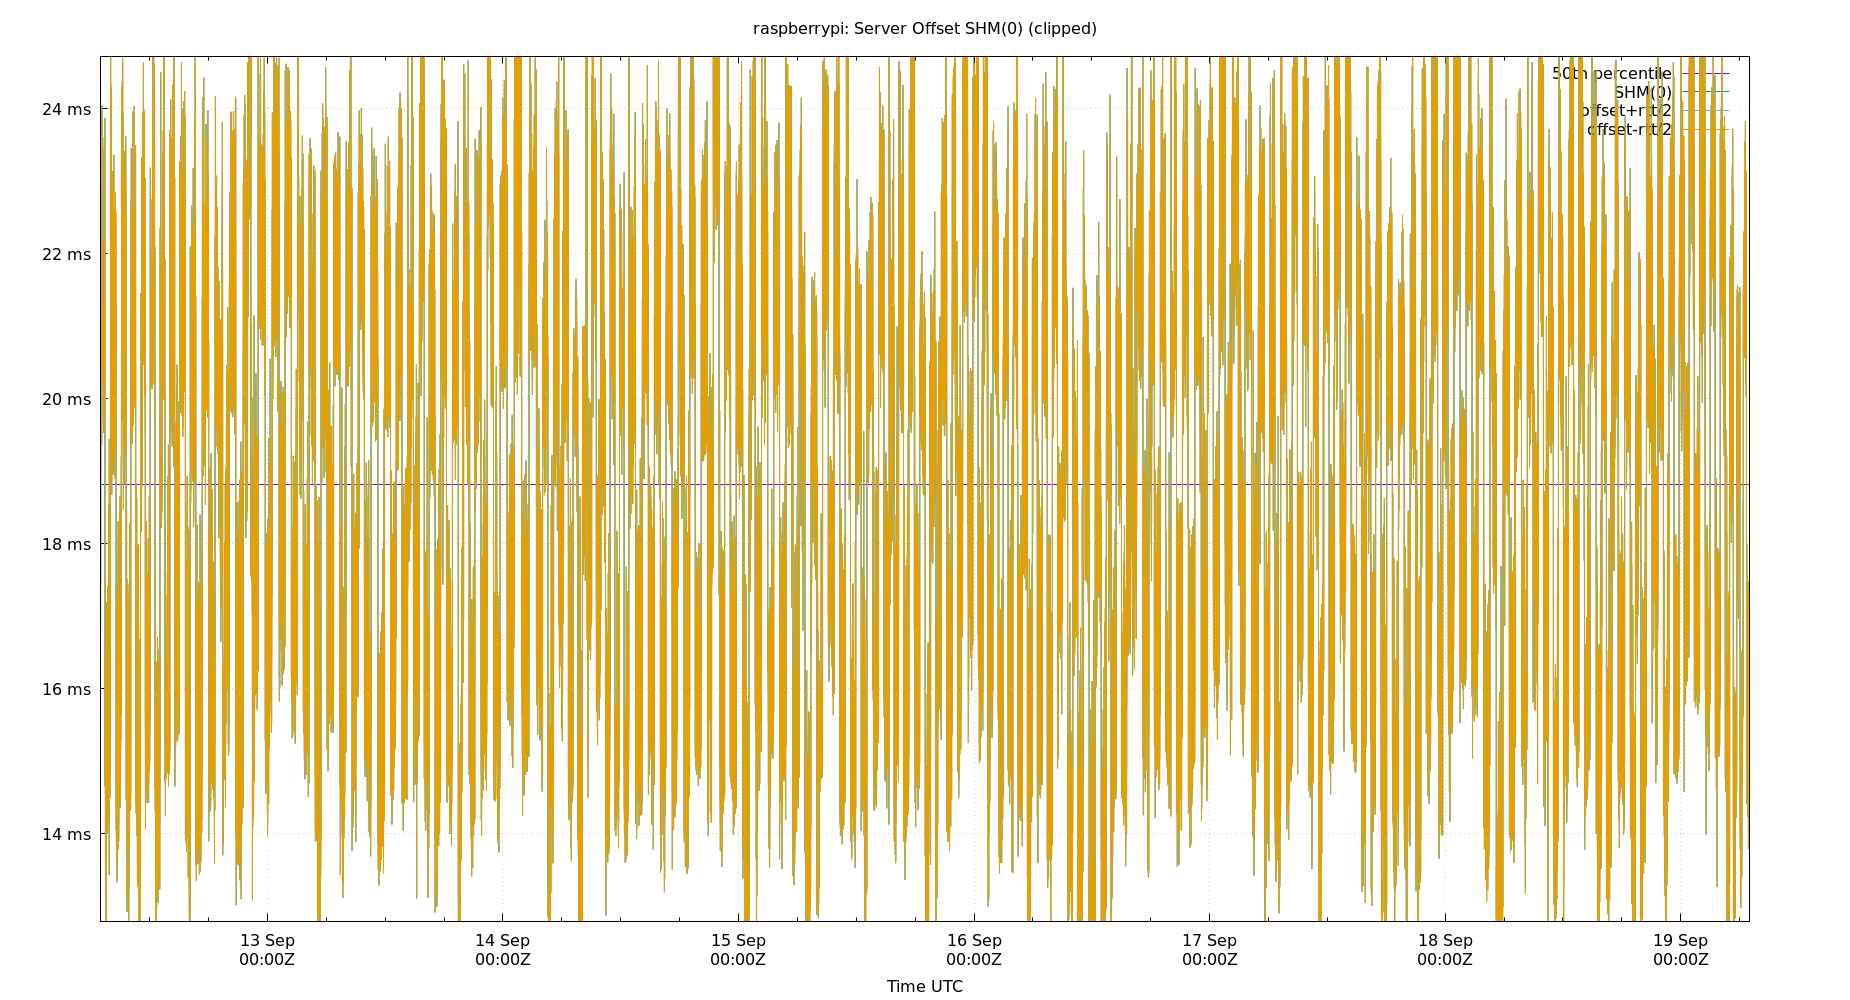 raspberrypi: Server Offset SHM(0) (clipped)
50th percentile
SHM(0)
offset+rtt/2
offset-rtt/2
24 ms
22 ms
20 ms
18 ms
16 ms
14 ms
13 Sep 14 Sep 15 Sep 16 Sep 17 Sep 18 Sep 19 Sep
00:00Z 00:00Z 00:00Z 00:00Z 00:00Z 00:00Z 00:00Z
Time UTC